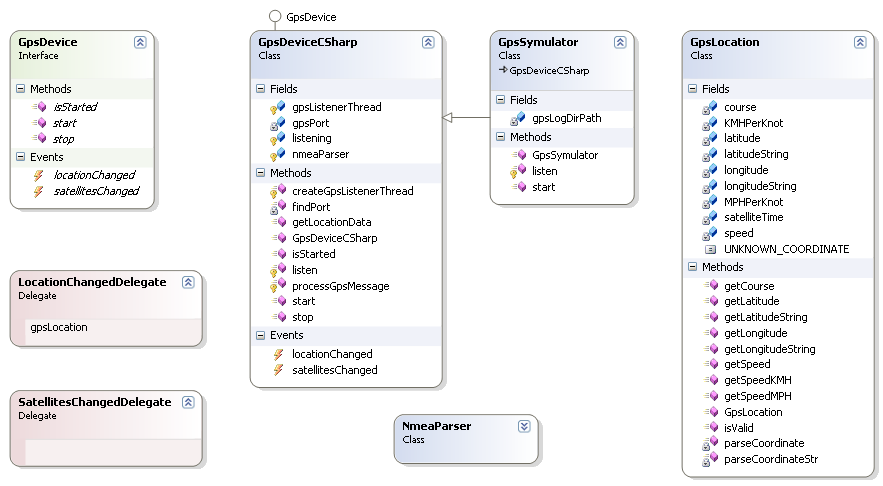 GpsDevice
GpsDevice
Interface
Methods
isStarted
start
stop
Events
locationChanged
satellitesChanged
GpsDeviceCSharp
Class
Fields
gpsListenerThread
gpsPort
listening
nmeaParser
Methods
createGpsListenerThread
findPort
getLocationData
GpsDeviceCSharp
isStarted
listen
processGpsMessage
start
stop
Events
locationChanged
satellitesChanged
GpsSymulator
Class
GpsDeviceCSharp
Fields
gpsLogDirPath
Methods
GpsSymulator
listen
start
GpsLocation
Class
Fields
course
KMHPerKnot
latitude
latitudeString
longitude
longitudeString
MPHPerKnot
satelliteTime
speed
UNKNOWN_COORDINATE
Methods
getCourse
getLatitude
getLatitudeString
getLongitude
getLongitudeString
getSpeed
getSpeedKMH
getSpeedMPH
GpsLocation
isValid
parseCoordinate
parseCoordinateStr
LocationChangedDelegate
Delegate
gpsLocation
SatellitesChangedDelegate
Delegate
NmeaParser
Class